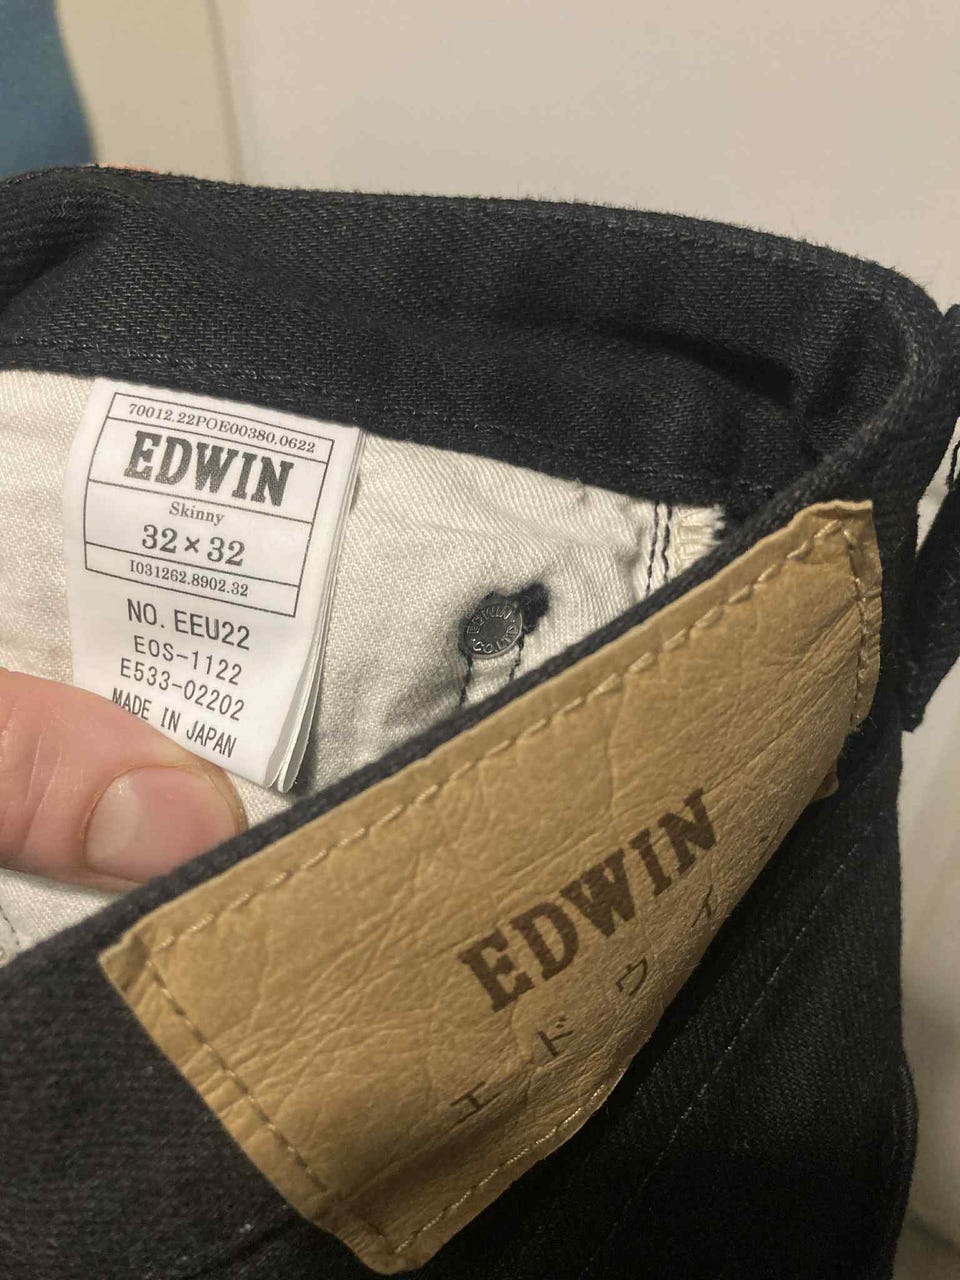 70012.22POE00380.0622
EDWIN
Skinny
32×32
I031262.8902.32
NO. EEU22
EOS-1122
E533-02202
MADE IN JAPAN
EDWIN
EDWIN
エドウイ